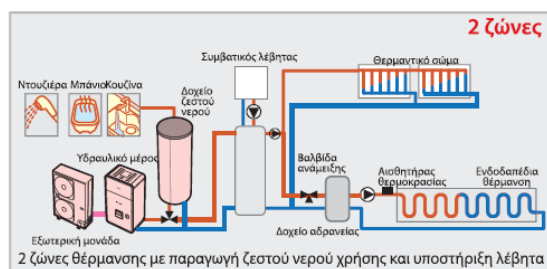 2 ζώνες
Συμβατικός λέβητας
Θερμαντικό σώμα
Ντουζιέρα Μπάνιο Κουζίνα
Δοχείο
ζεστού
νερού
Υδραυλικό μέρος
Βαλβίδα
ανάμειξης
Αισθητήρας
θερμοκρασίας
Ενδοδαπέδια
θέρμανση
Εξωτερική μονάδα
Δοχείο αδρανείας
2 ζώνες θέρμανσης με παραγωγή ζεστού νερού χρήσης και υποστήριξη λέβητα